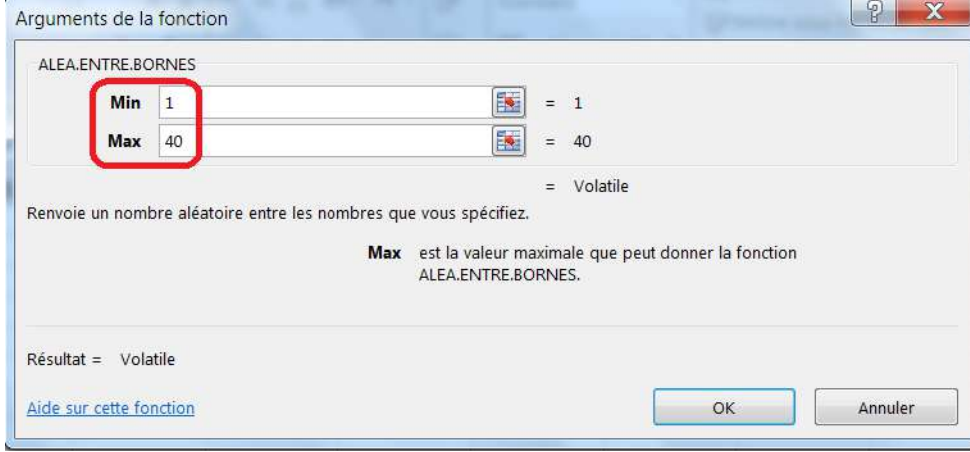 Arguments de la fonction
?
X
ALEA.ENTRE.BORNES
Min 1 = 1
Max 40 = 40
= Volatile
Renvoie un nombre aléatoire entre les nombres que vous spécifiez.
Max est la valeur maximale que peut donner la fonction
ALEA.ENTRE.BORNES.
Résultat = Volatile
Aide sur cette fonction
OK
Annuler